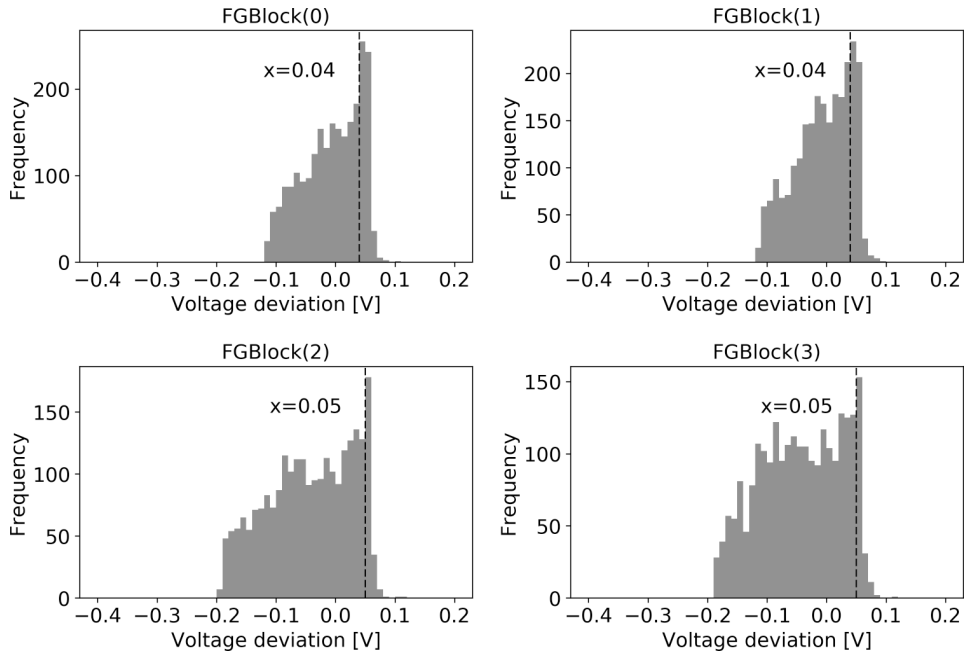 FGBlock(0)
x=0.04
Frequency
200
100
0
−0.4 −0.3 −0.2 −0.1 0.0 0.1 0.2
Voltage deviation [V]
FGBlock(1)
x=0.04
Frequency
200
150
100
50
0
−0.4 −0.3 −0.2 −0.1 0.0 0.1 0.2
Voltage deviation [V]
FGBlock(2)
x=0.05
Frequency
150
100
50
0
−0.4 −0.3 −0.2 −0.1 0.0 0.1 0.2
Voltage deviation [V]
FGBlock(3)
x=0.05
Frequency
150
100
50
0
−0.4 −0.3 −0.2 −0.1 0.0 0.1 0.2
Voltage deviation [V]